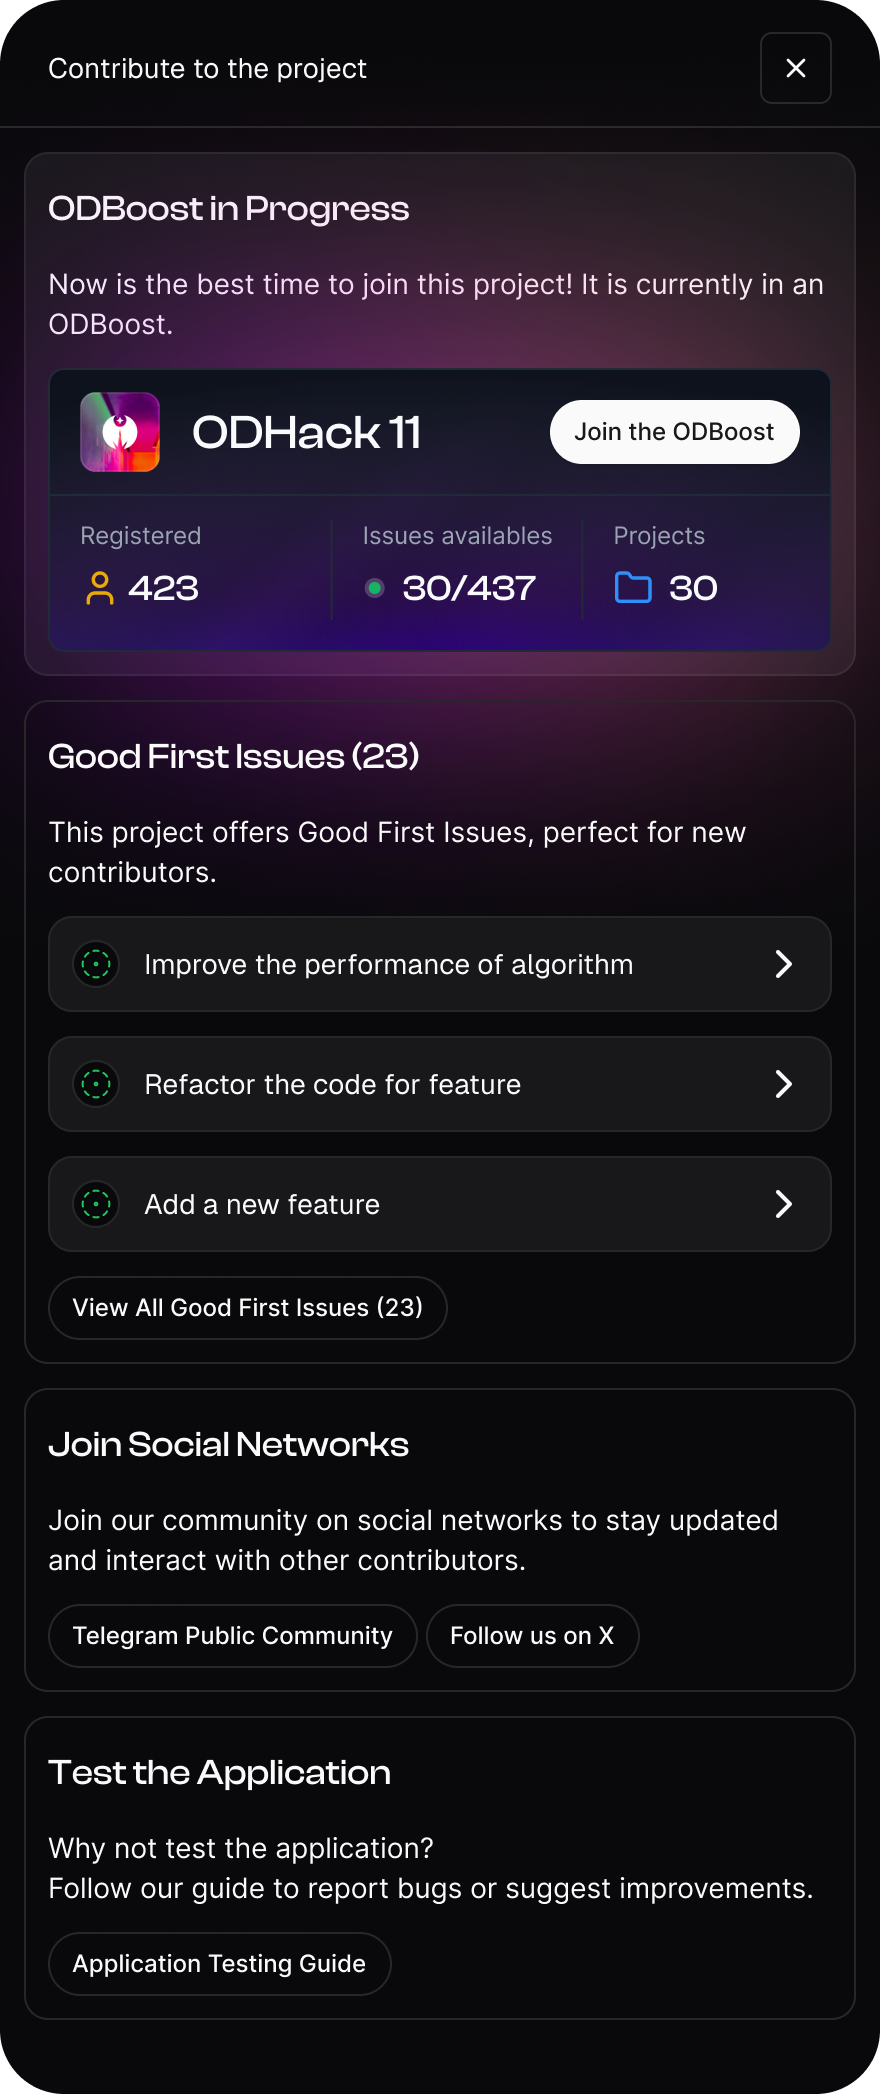 Contribute to the project
ODBoost in Progress
Now is the best time to join this project! It is currently in an
ODBoost.
ODHack 11
Join the ODBoost
Registered
Issues availables
Projects
423
30/437
30
Good First Issues (23)
This project offers Good First Issues, perfect for new
contributors.
Improve the performance of algorithm
Refactor the code for feature
Add a new feature
View All Good First Issues (23)
Join Social Networks
Join our community on social networks to stay updated
and interact with other contributors.
Telegram Public Community
Follow us on X
Test the Application
Why not test the application?
Follow our guide to report bugs or suggest improvements.
Application Testing Guide